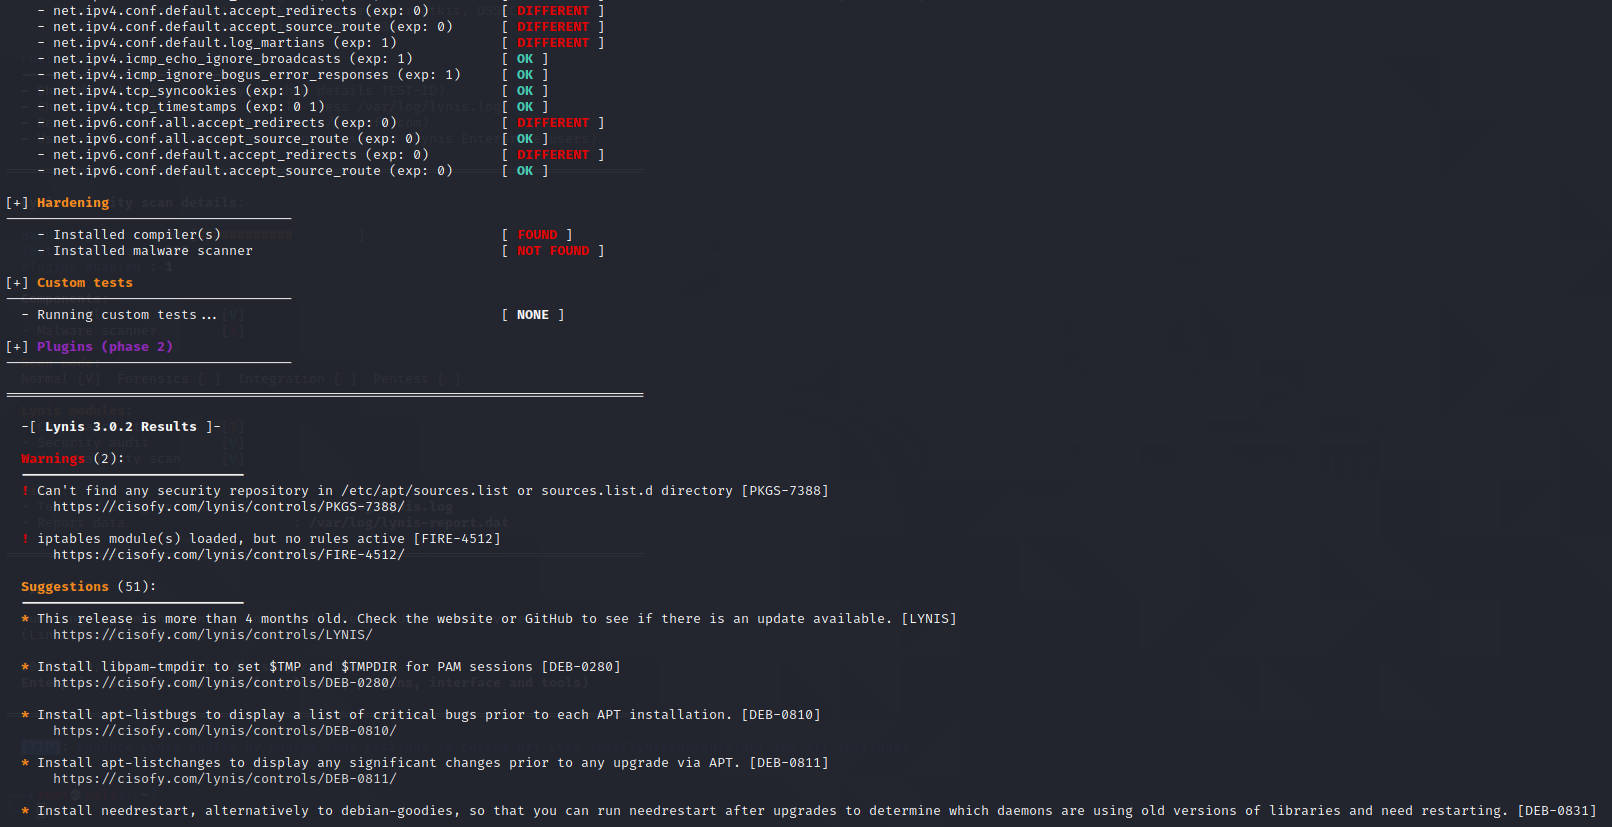 - net.ipv4.conf.default.accept_redirects (exp: 0) [ DIFFERENT ]
- net.ipv4.conf.default.accept_source_route (exp: 0) [ DIFFERENT ]
- net.ipv4.conf.default.log_martians (exp: 1) [ DIFFERENT ]
- net.ipv4.icmp_echo_ignore_broadcasts (exp: 1) [ OK ]
- net.ipv4.icmp_ignore_bogus_error_responses (exp: 1) [ OK ]
- net.ipv4.tcp_syncookies (exp: 1) [ OK ]
- net.ipv4.tcp_timestamps (exp: 0 1) [ OK ]
- net.ipv6.conf.all.accept_redirects (exp: 0) [ DIFFERENT ]
- net.ipv6.conf.all.accept_source_route (exp: 0) [ OK ]
- net.ipv6.conf.default.accept_redirects (exp: 0) [ DIFFERENT ]
- net.ipv6.conf.default.accept_source_route (exp: 0) [ OK ]
[+] Hardening
- Installed compiler(s) [ FOUND ]
- Installed malware scanner [ NOT FOUND ]
[+] Custom tests
- Running custom tests... [ NONE ]
[+] Plugins (phase 2)
Normal [V] Forensics [ ] Integration [ ] Pentest [ ]
-[ Lynis 3.0.2 Results ]-
Warnings (2):
! Can't find any security repository in /etc/apt/sources.list or sources.list.d directory [PKGS-7388]
https://cisofy.com/lynis/controls/PKGS-7388/
! iptables module(s) loaded, but no rules active [FIRE-4512]
https://cisofy.com/lynis/controls/FIRE-4512/
Suggestions (51):
* This release is more than 4 months old. Check the website or GitHub to see if there is an update available. [LYNIS]
https://cisofy.com/lynis/controls/LYNIS/
* Install libpam-tmpdir to set $TMP and $TMPDIR for PAM sessions [DEB-0280]
https://cisofy.com/lynis/controls/DEB-0280/
* Install apt-listbugs to display a list of critical bugs prior to each APT installation. [DEB-0810]
https://cisofy.com/lynis/controls/DEB-0810/
* Install apt-listchanges to display any significant changes prior to any upgrade via APT. [DEB-0811]
https://cisofy.com/lynis/controls/DEB-0811/
* Install needrestart, alternatively to debian-goodies, so that you can run needrestart after upgrades to determine which daemons are using old versions of libraries and need restarting. [DEB-0831]